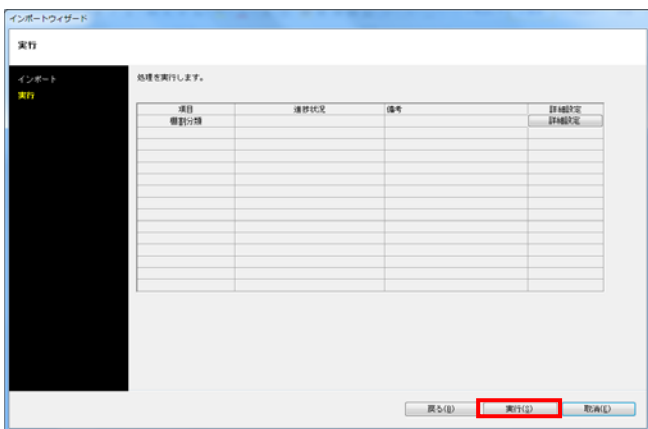 インポートウィザード
実行
インポート
実行
処理を実行します。
項目 進捗状況 備考 詳細設定
棚割分類 詳細設定
戻る(B) 実行(S) 取消(E)